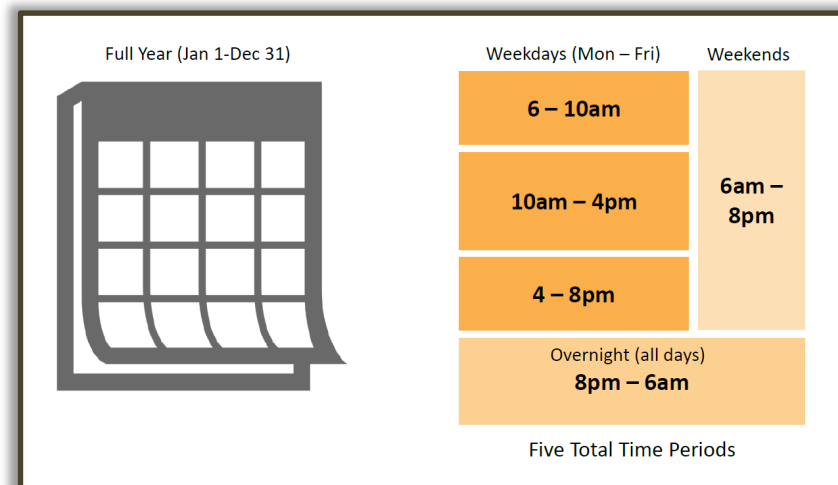 Full Year (Jan 1-Dec 31)
Weekdays (Mon – Fri)
Weekends
6 – 10am
10am – 4pm
4 – 8pm
6am –
8pm
Overnight (all days)
8pm – 6am
Five Total Time Periods